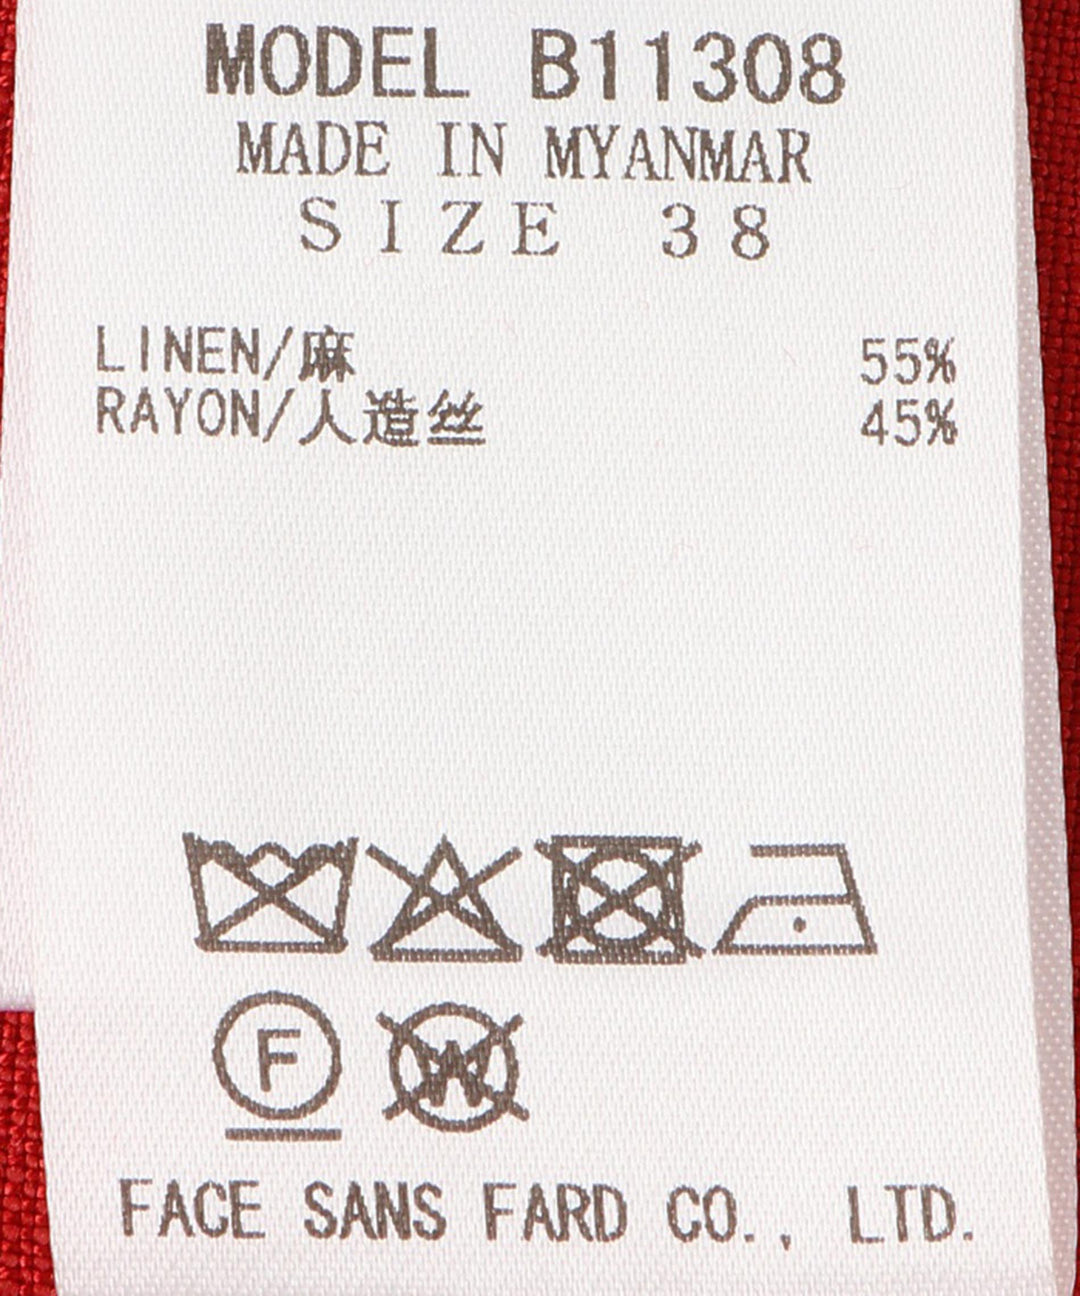 MODEL B11308
MADE IN MYANMAR
SIZE 38
LINEN/麻 55%
RAYON/人造丝 45%
F W
FACE SANS FARD CO., LTD.